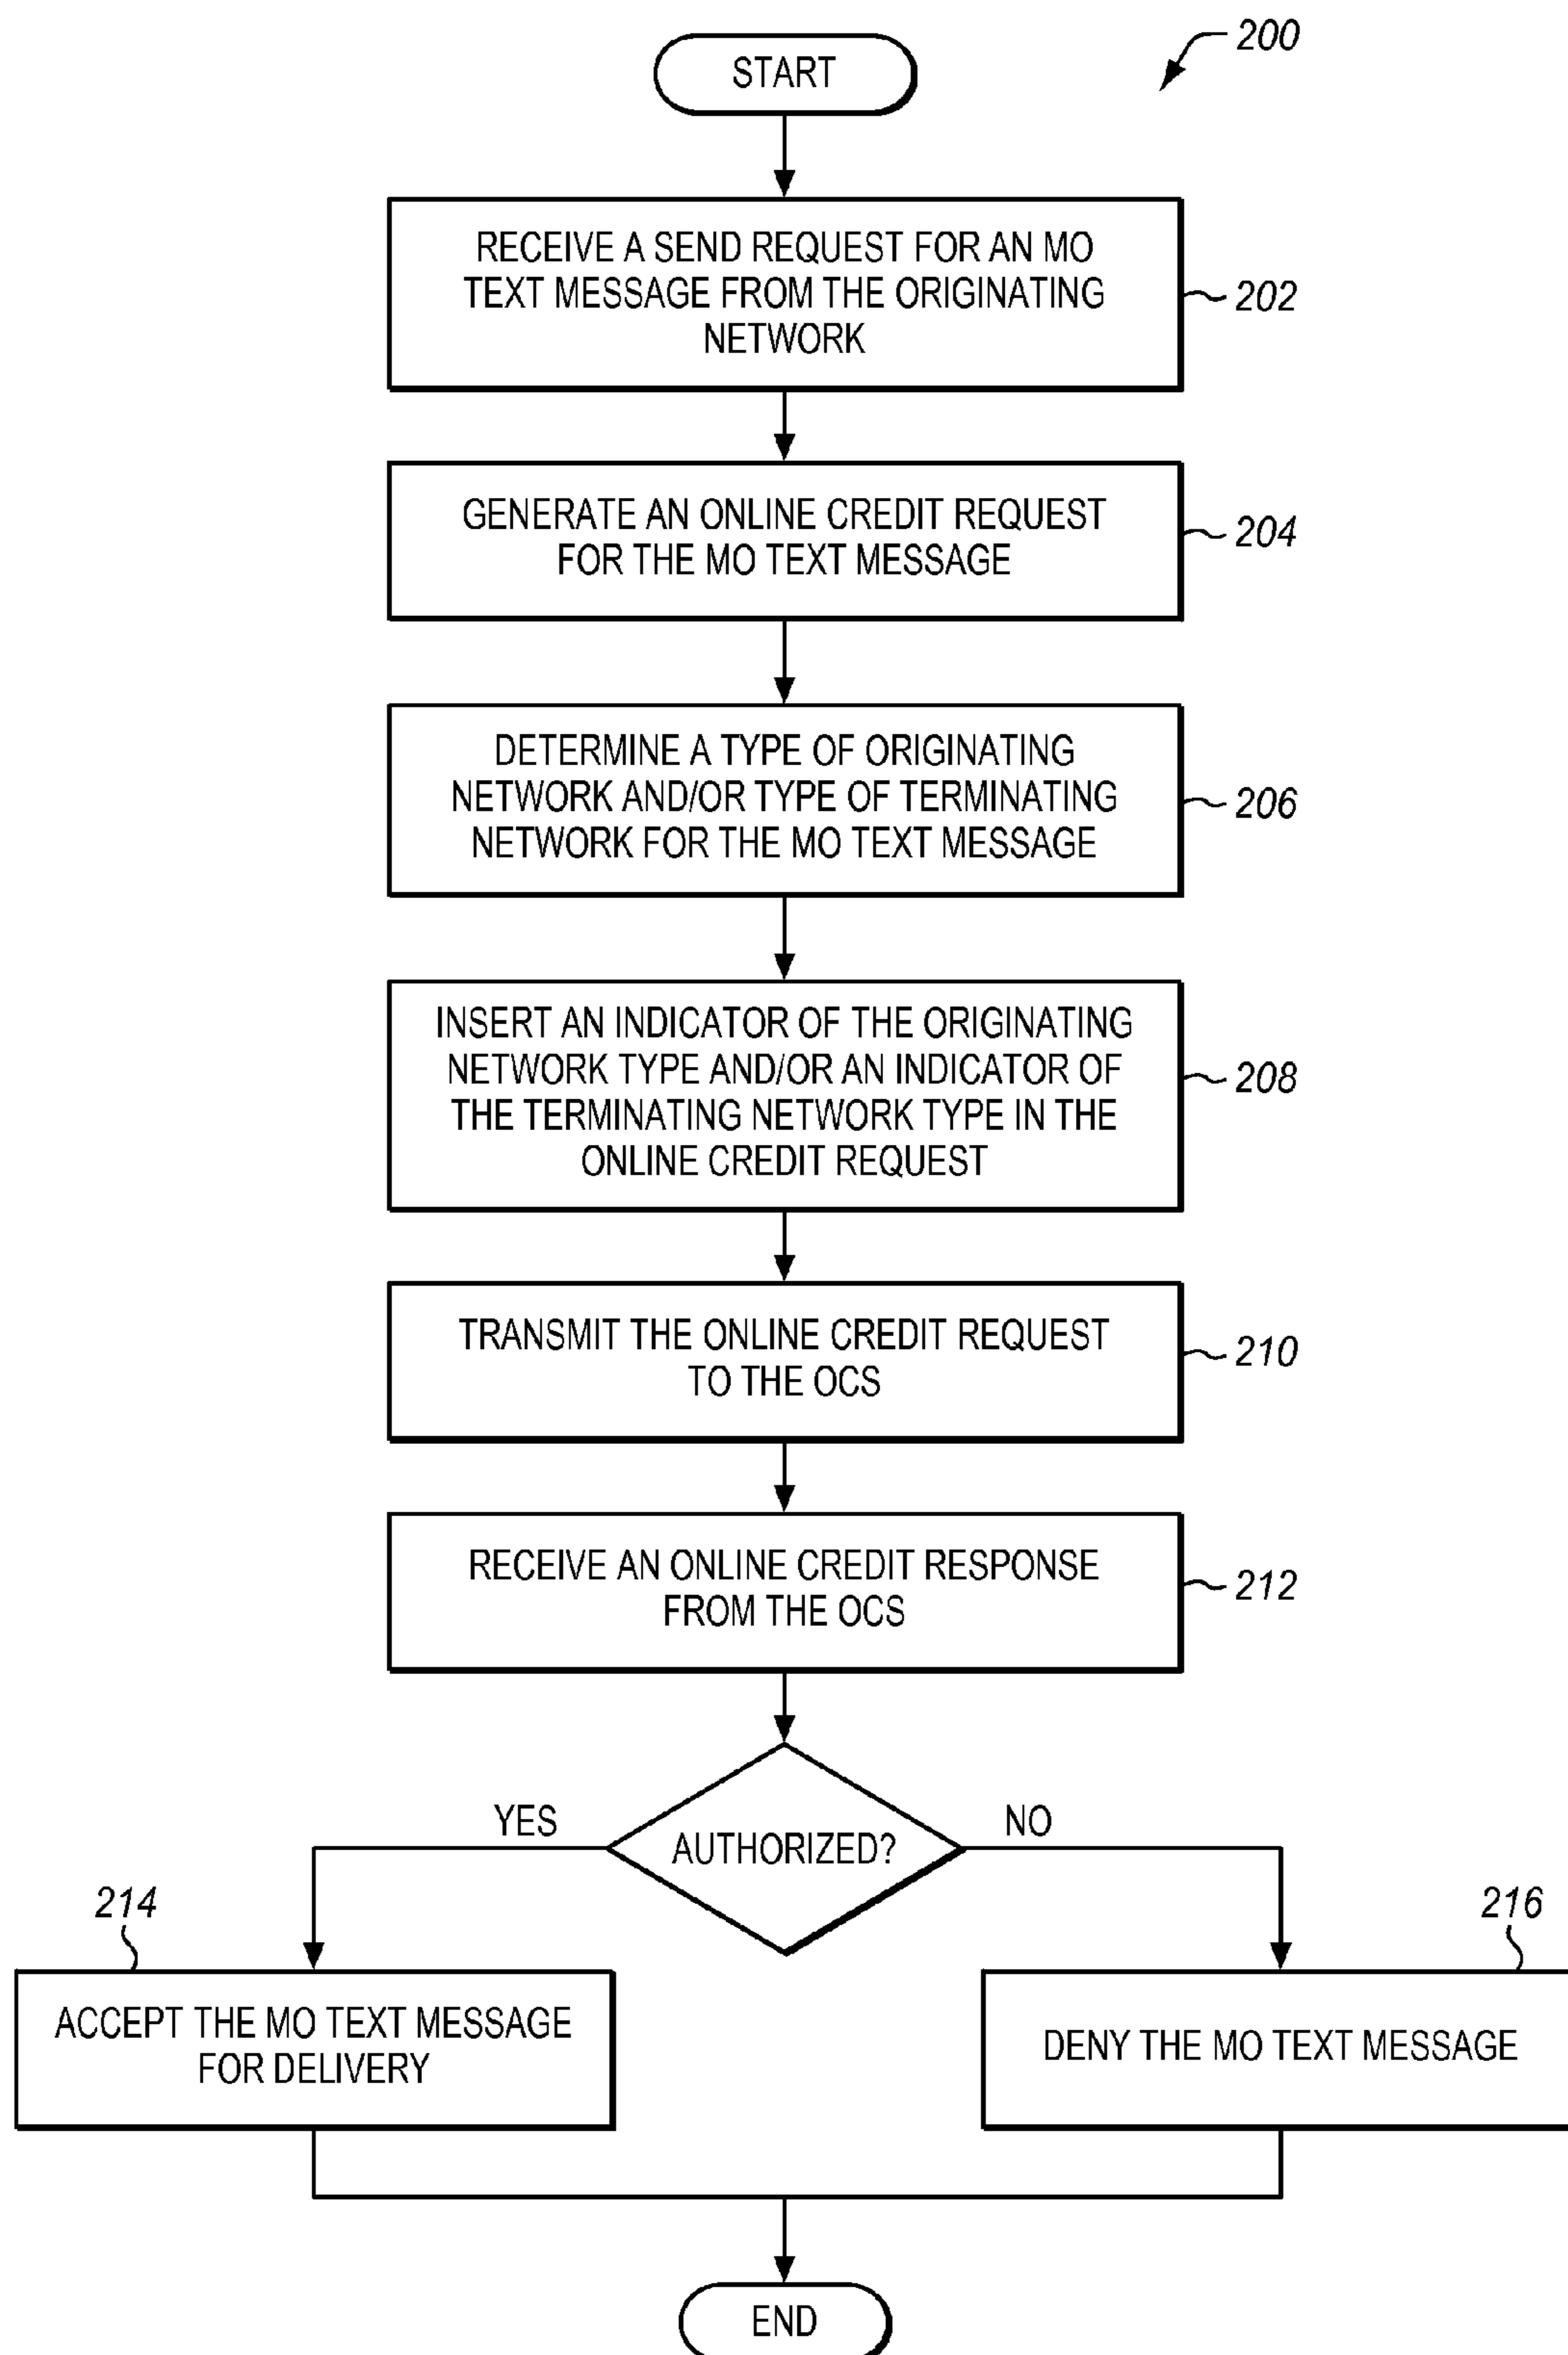 200
START
RECEIVE A SEND REQUEST FOR AN MO
TEXT MESSAGE FROM THE ORIGINATING
NETWORK
202
GENERATE AN ONLINE CREDIT REQUEST
FOR THE MO TEXT MESSAGE
204
DETERMINE A TYPE OF ORIGINATING
NETWORK AND/OR TYPE OF TERMINATING
NETWORK FOR THE MO TEXT MESSAGE
206
INSERT AN INDICATOR OF THE ORIGINATING
NETWORK TYPE AND/OR AN INDICATOR OF
THE TERMINATING NETWORK TYPE IN THE
ONLINE CREDIT REQUEST
208
TRANSMIT THE ONLINE CREDIT REQUEST
TO THE OCS
210
RECEIVE AN ONLINE CREDIT RESPONSE
FROM THE OCS
212
YES
AUTHORIZED?
NO
214
ACCEPT THE MO TEXT MESSAGE
FOR DELIVERY
216
DENY THE MO TEXT MESSAGE
END